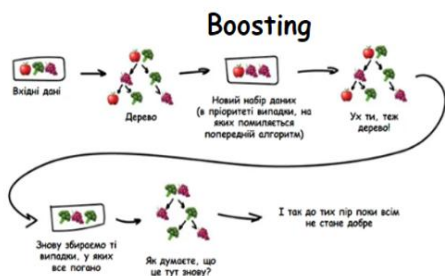 Boosting
Вхідні дані
Дерево
Новий набір даних
(в пріоритеті випадки, на
яких помиляється
попередній алгоритм)
Ух ти, теж
дерево!
Знову збираємо ті
випадки, у яких
все погано
Як думаєте, що
це тут знову?
І так до тих пір поки всім
не стане добре